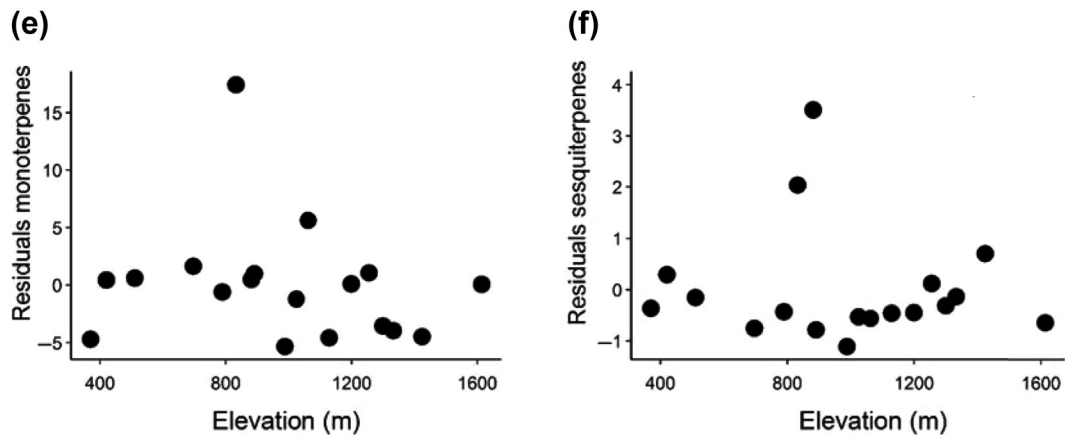 (e)
Residuals monoterpenes
15
10
5
0
−5
400 800 1200 1600
Elevation (m)
(f)
Residuals sesquiterpenes
4
3
2
1
0
−1
400 800 1200 1600
Elevation (m)